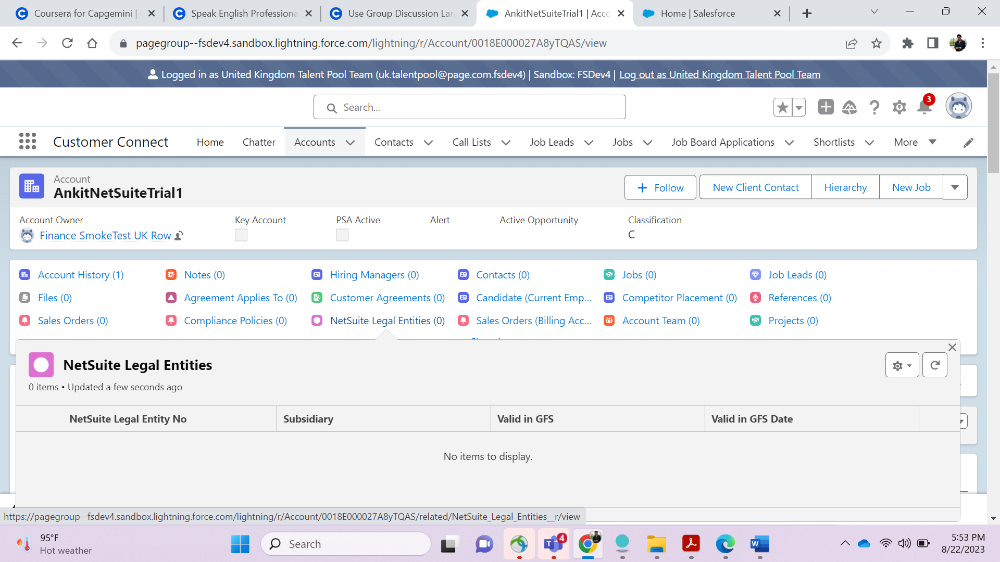 Coursera for Capgemini |
Speak English Professiona
Use Group Discussion Lan
AnkitNetSuiteTrial1 | Acco
Home | Salesforce
pagegroup--fsdev4.sandbox.lightning.force.com/lightning/r/Account/0018E000027A8yTQAS/view
Logged in as United Kingdom Talent Pool Team (uk.talentpool@page.com.fsdev4) | Sandbox: FSDev4 | Log out as United Kingdom Talent Pool Team
Search...
3
Customer Connect
Home
Chatter
Accounts
Contacts
Call Lists
Job Leads
Jobs
Job Board Applications
Shortlists
More
Account
AnkitNetSuiteTrial1
Follow
New Client Contact
Hierarchy
New Job
Account Owner
Key Account
PSA Active
Alert
Active Opportunity
Classification
Finance SmokeTest UK Row
C
Account History (1)
Notes (0)
Hiring Managers (0)
Contacts (0)
Jobs (0)
Job Leads (0)
Files (0)
Agreement Applies To (0)
Customer Agreements (0)
Candidate (Current Emp...
Competitor Placement (0)
References (0)
Sales Orders (0)
Compliance Policies (0)
NetSuite Legal Entities (0)
Sales Orders (Billing Acc...
Account Team (0)
Projects (0)
NetSuite Legal Entities
0 items • Updated a few seconds ago
NetSuite Legal Entity No
Subsidiary
Valid in GFS
Valid in GFS Date
No items to display.
https://pagegroup--fsdev4.sandbox.lightning.force.com/lightning/r/Account/0018E000027A8yTQAS/related/NetSuite_Legal_Entities__r/view
95°F
Hot weather
Search
4
5:53 PM
8/22/2023